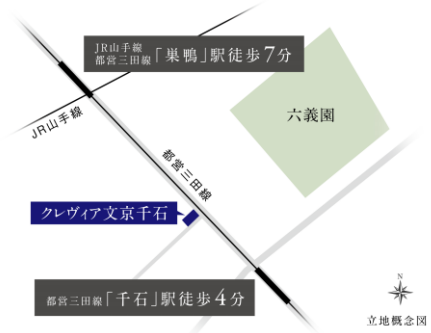 JR山手線
都営三田線「巣鴨」駅徒歩7分
JR山手線
六義園
都営三田線
クレヴィア文京千石
都営三田線「千石」駅徒歩4分
N
立地概念図